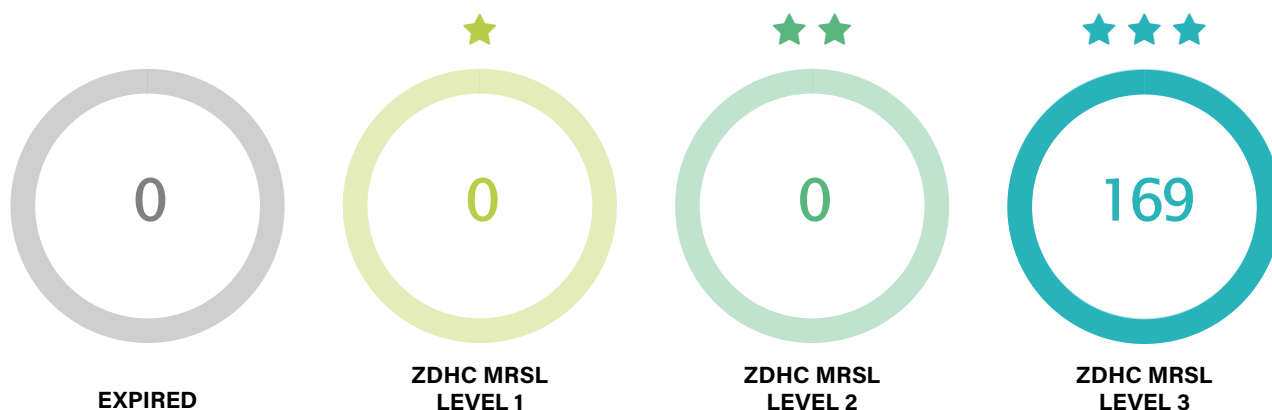 0
0
0
169
EXPIRED
ZDHC MRSL
LEVEL 1
ZDHC MRSL
LEVEL 2
ZDHC MRSL
LEVEL 3